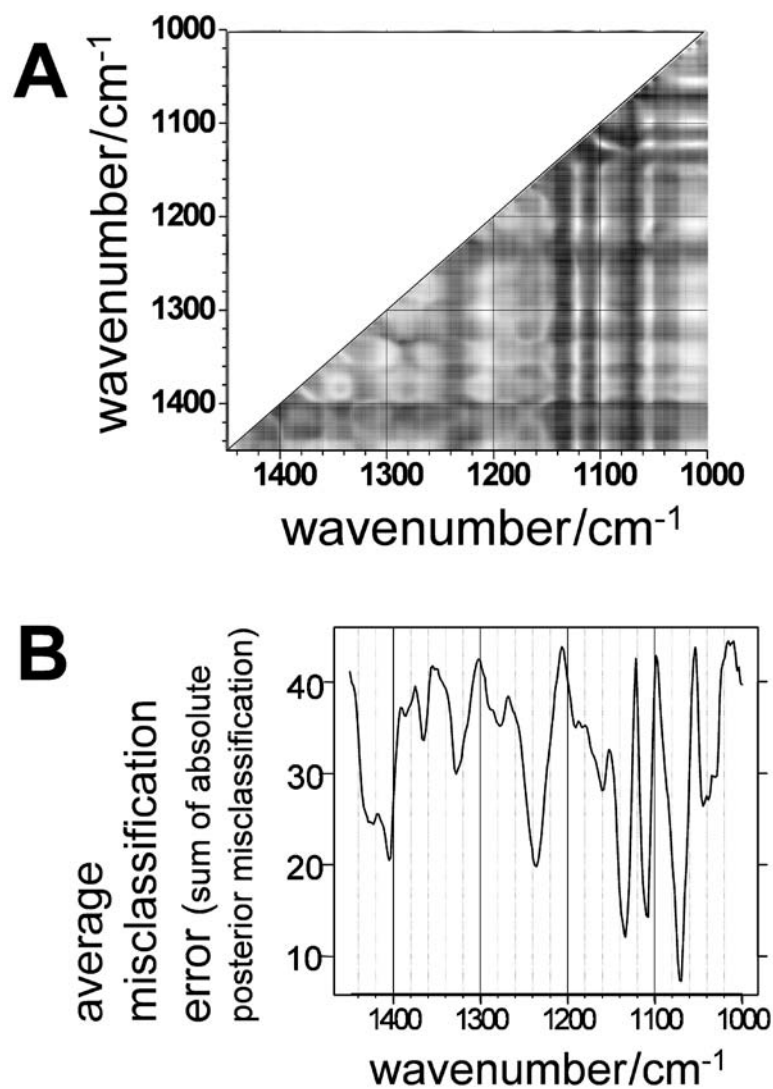 A
wavenumber/cm-1
1000
1100
1200
1300
1400
1400 1300 1200 1100 1000
wavenumber/cm-1
B
average
misclassification
error (sum of absolute
posterior misclassification)
40
30
20
10
1400 1300 1200 1100 1000
wavenumber/cm-1